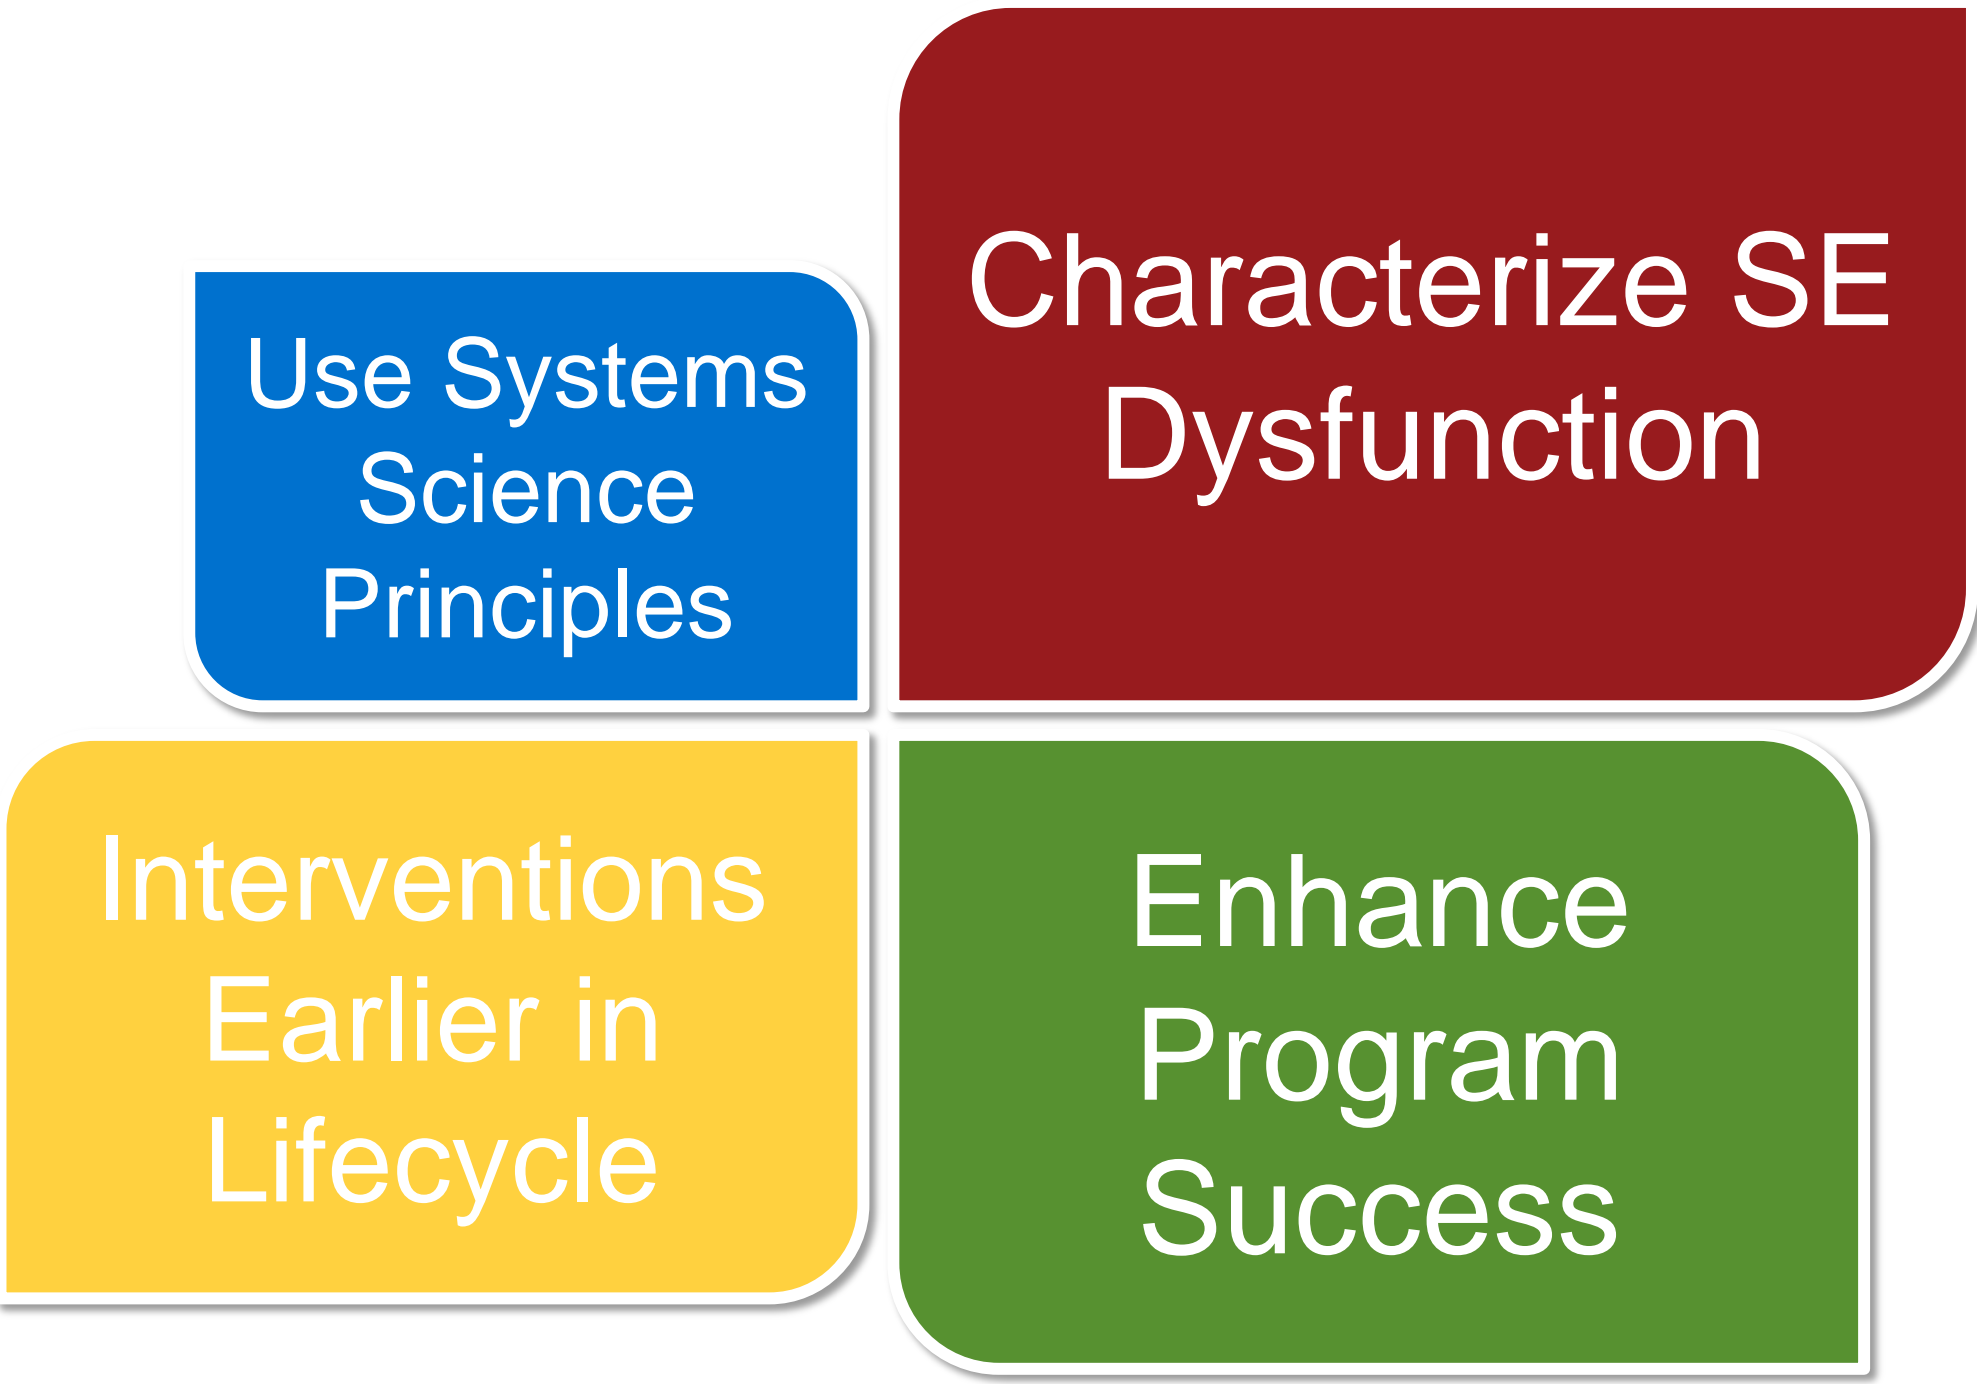 Use Systems
Science
Principles
Characterize SE
Dysfunction
Interventions
Earlier in
Lifecycle
Enhance
Program
Success